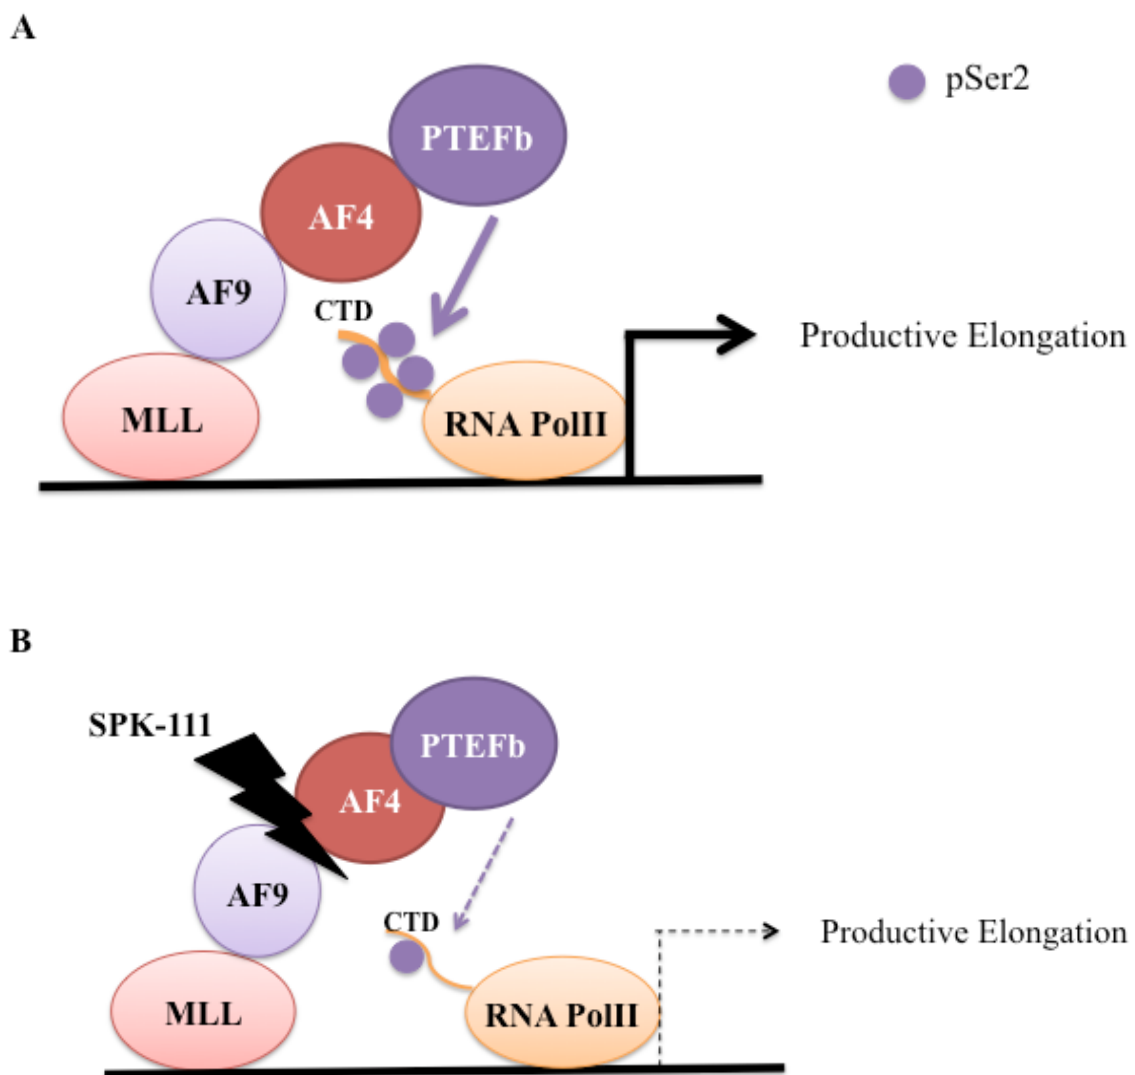 A
pSer2
PTEFb
AF4
AF9
CTD
Productive Elongation
MLL
RNA PolII
B
SPK-111
PTEFb
AF4
AF9
CTD
Productive Elongation
MLL
RNA PolII